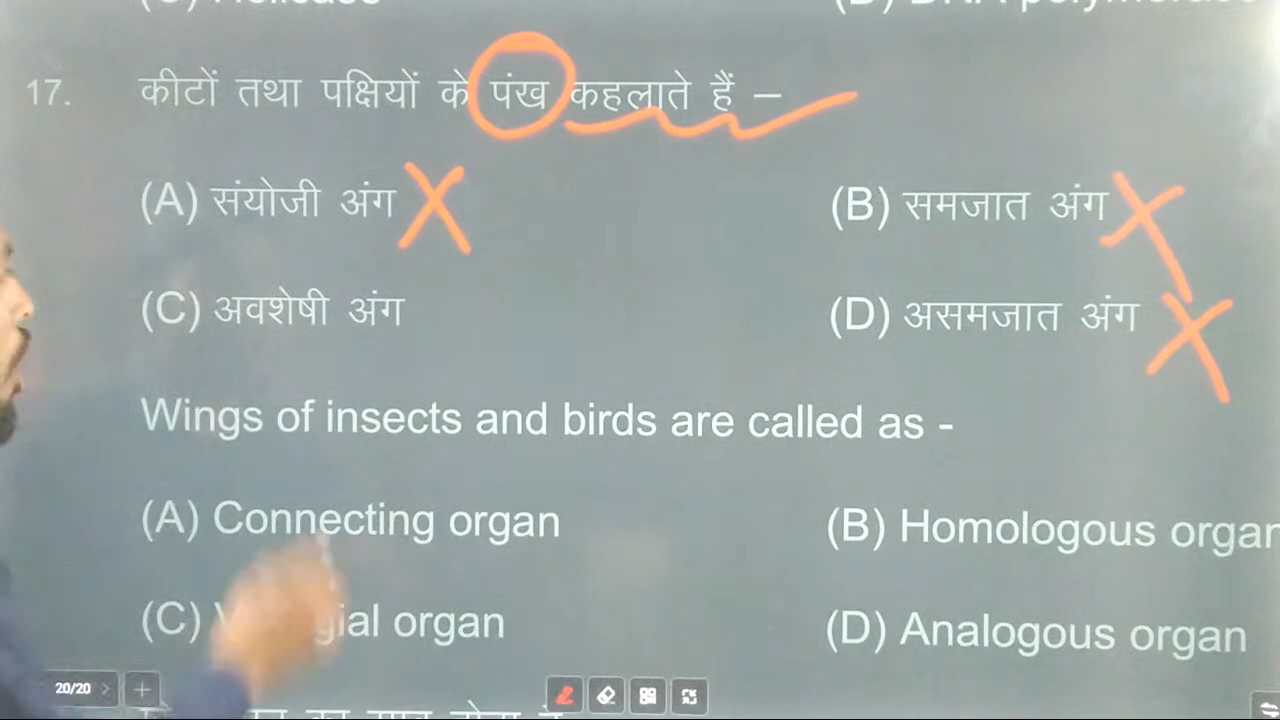 17. कीटों तथा पक्षियों के पंख कहलाते हैं –
(A) संयोजी अंग (B) समजात अंग
(C) अवशेषी अंग (D) असमजात अंग
Wings of insects and birds are called as -
(A) Connecting organ (B) Homologous organ
(C) organ (D) Analogous organ
20/20